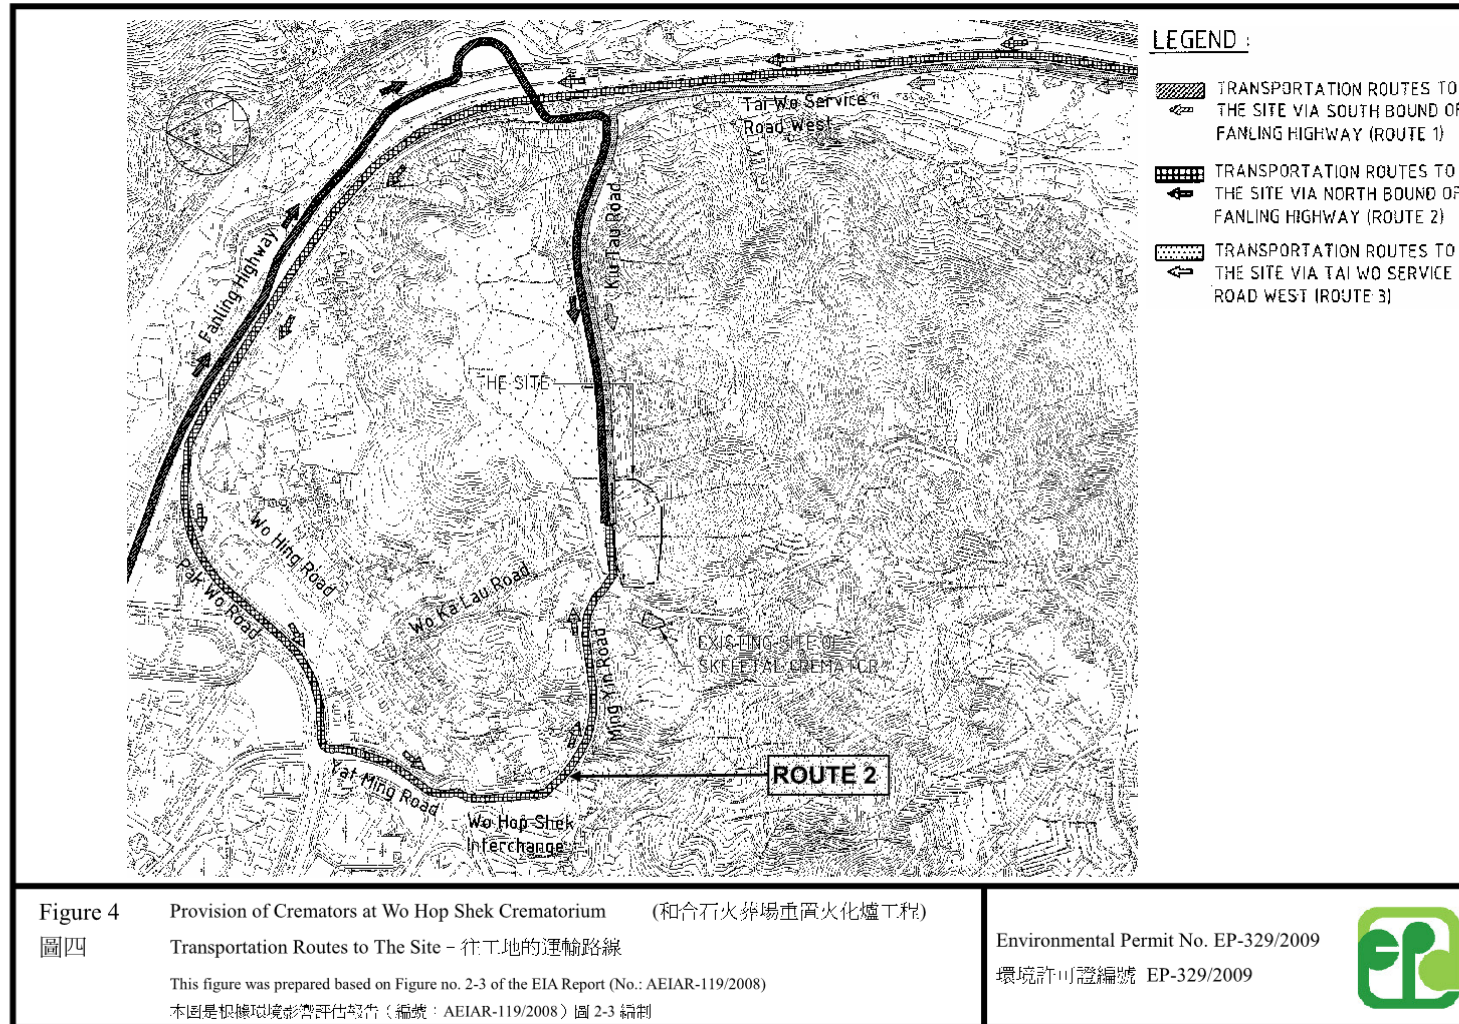 LEGEND :
TRANSPORTATION ROUTES TO
THE SITE VIA SOUTH BOUND OF
FANLING HIGHWAY (ROUTE 1)
TRANSPORTATION ROUTES TO
THE SITE VIA NORTH BOUND OF
FANLING HIGHWAY (ROUTE 2)
TRANSPORTATION ROUTES TO
THE SITE VIA TAI WO SERVICE
ROAD WEST (ROUTE 3)
Tai Wo Service
Road West
Kiu Tau Road
Fanling Highway
THE SITE
Wo Hing Road
Pak Wo Road
Wo Ka Lau Road
Ming Yin Road
EXISTING SITE OF
SKELETAL CREMATOR
ROUTE 2
Yat Ming Road
Wo Hop Shek
Interchange
Figure 4
圖四
Provision of Cremators at Wo Hop Shek Crematorium (和合石火葬場重置火化爐工程)
Transportation Routes to The Site – 往工地的運輸路線
This figure was prepared based on Figure no. 2-3 of the EIA Report (No.: AEIAR-119/2008)
本圖是根據環境影響評估報告（編號：AEIAR-119/2008）圖 2-3 編制
Environmental Permit No. EP-329/2009
環境許可證編號 EP-329/2009